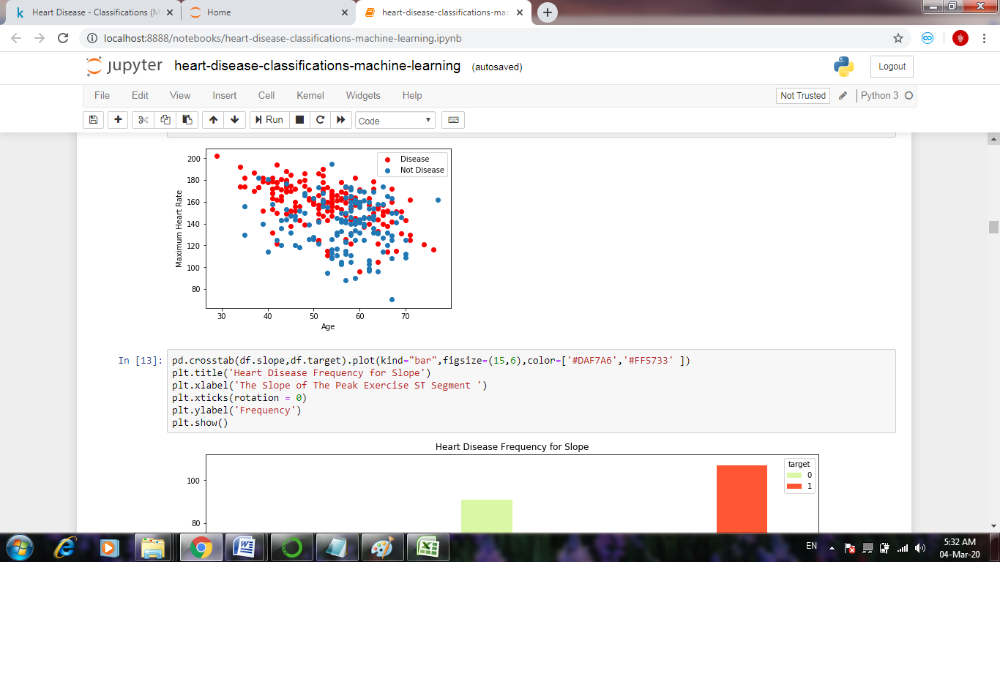 Heart Disease - Classifications (M
Home
heart-disease-classifications-mac
localhost:8888/notebooks/heart-disease-classifications-machine-learning.ipynb
jupyter heart-disease-classifications-machine-learning (autosaved)
Logout
File Edit View Insert Cell Kernel Widgets Help
Not Trusted
Python 3
Run
Code
Disease
Not Disease
200
180
160
140
120
100
80
Maximum Heart Rate
30 40 50 60 70
Age
In [13]:
pd.crosstab(df.slope,df.target).plot(kind="bar",figsize=(15,6),color=['#DAF7A6','#FF5733' ])
plt.title('Heart Disease Frequency for Slope')
plt.xlabel('The Slope of The Peak Exercise ST Segment ')
plt.xticks(rotation = 0)
plt.ylabel('Frequency')
plt.show()
Heart Disease Frequency for Slope
target
0
1
100
80
EN
5:32 AM
04-Mar-20